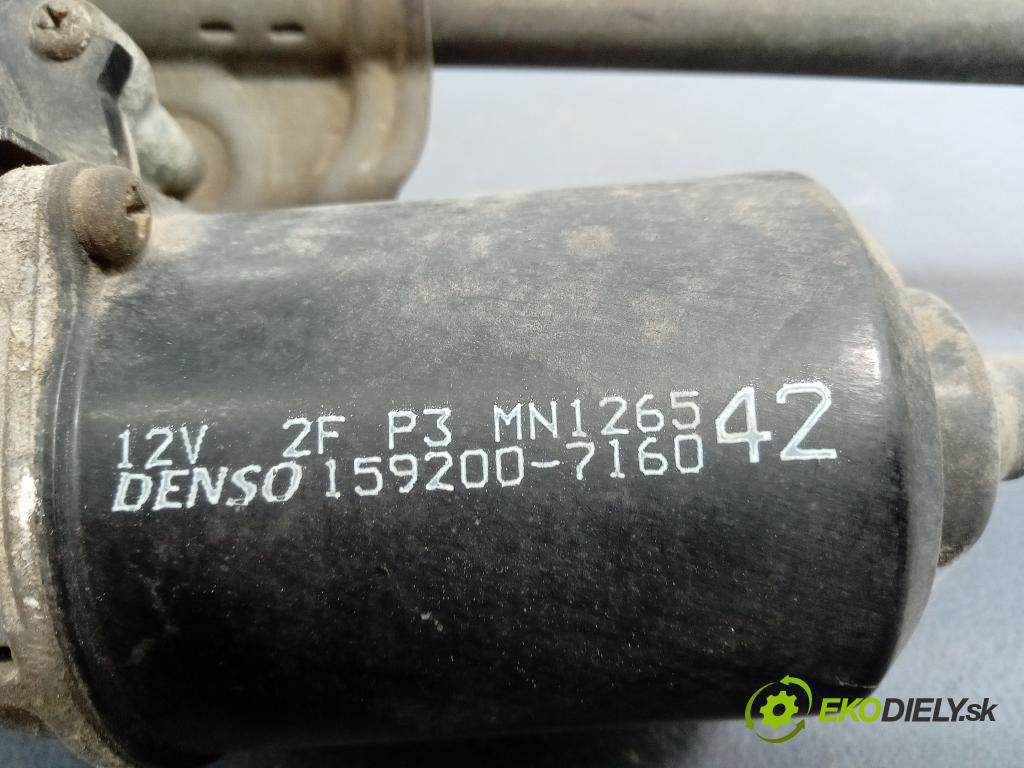 12V 2F P3 MN126542
DENSO 159200-7160
EKODIELY.sk